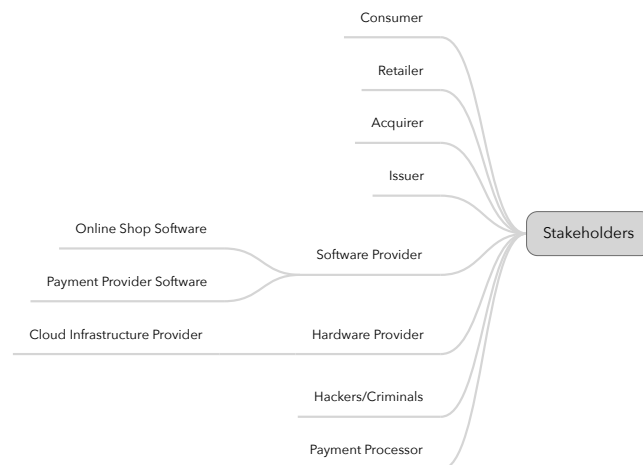 Consumer
Retailer
Acquirer
Issuer
Stakeholders
Online Shop Software
Software Provider
Payment Provider Software
Cloud Infrastructure Provider
Hardware Provider
Hackers/Criminals
Payment Processor